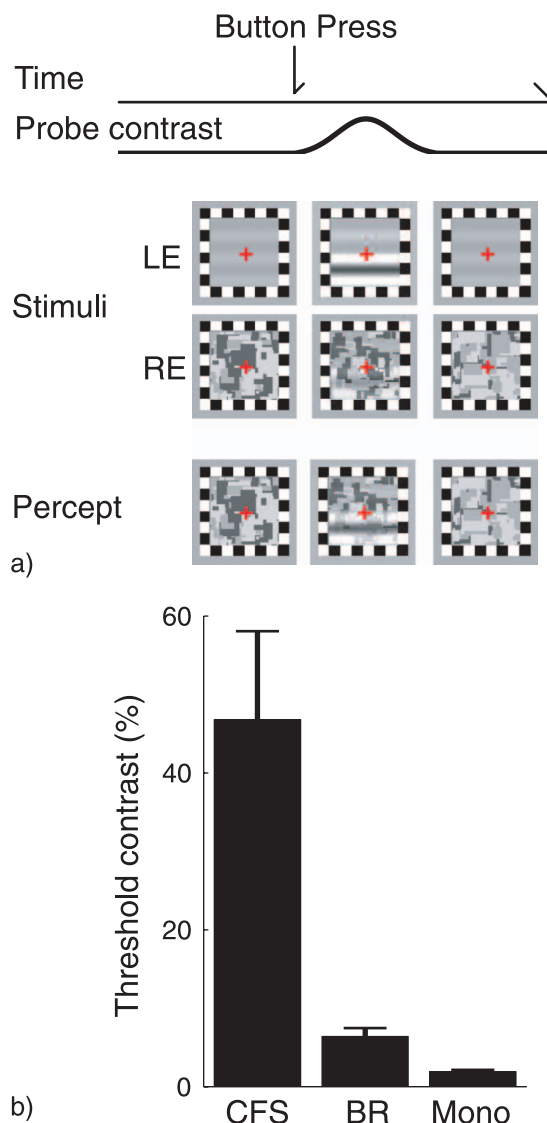 Button Press
Time
Probe contrast
LE
Stimuli
RE
Percept
a)
60
40
20
0
Threshold contrast (%)
CFS BR Mono
b)